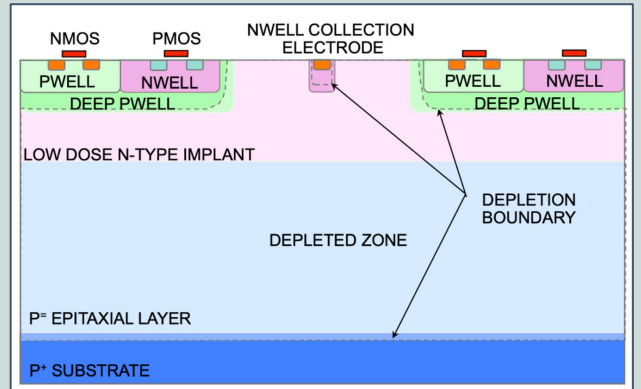 NMOS
PMOS
NWELL COLLECTION
ELECTRODE
PWELL
NWELL
DEEP PWELL
PWELL
NWELL
DEEP PWELL
LOW DOSE N-TYPE IMPLANT
DEPLETION
BOUNDARY
DEPLETED ZONE
P= EPITAXIAL LAYER
P+ SUBSTRATE